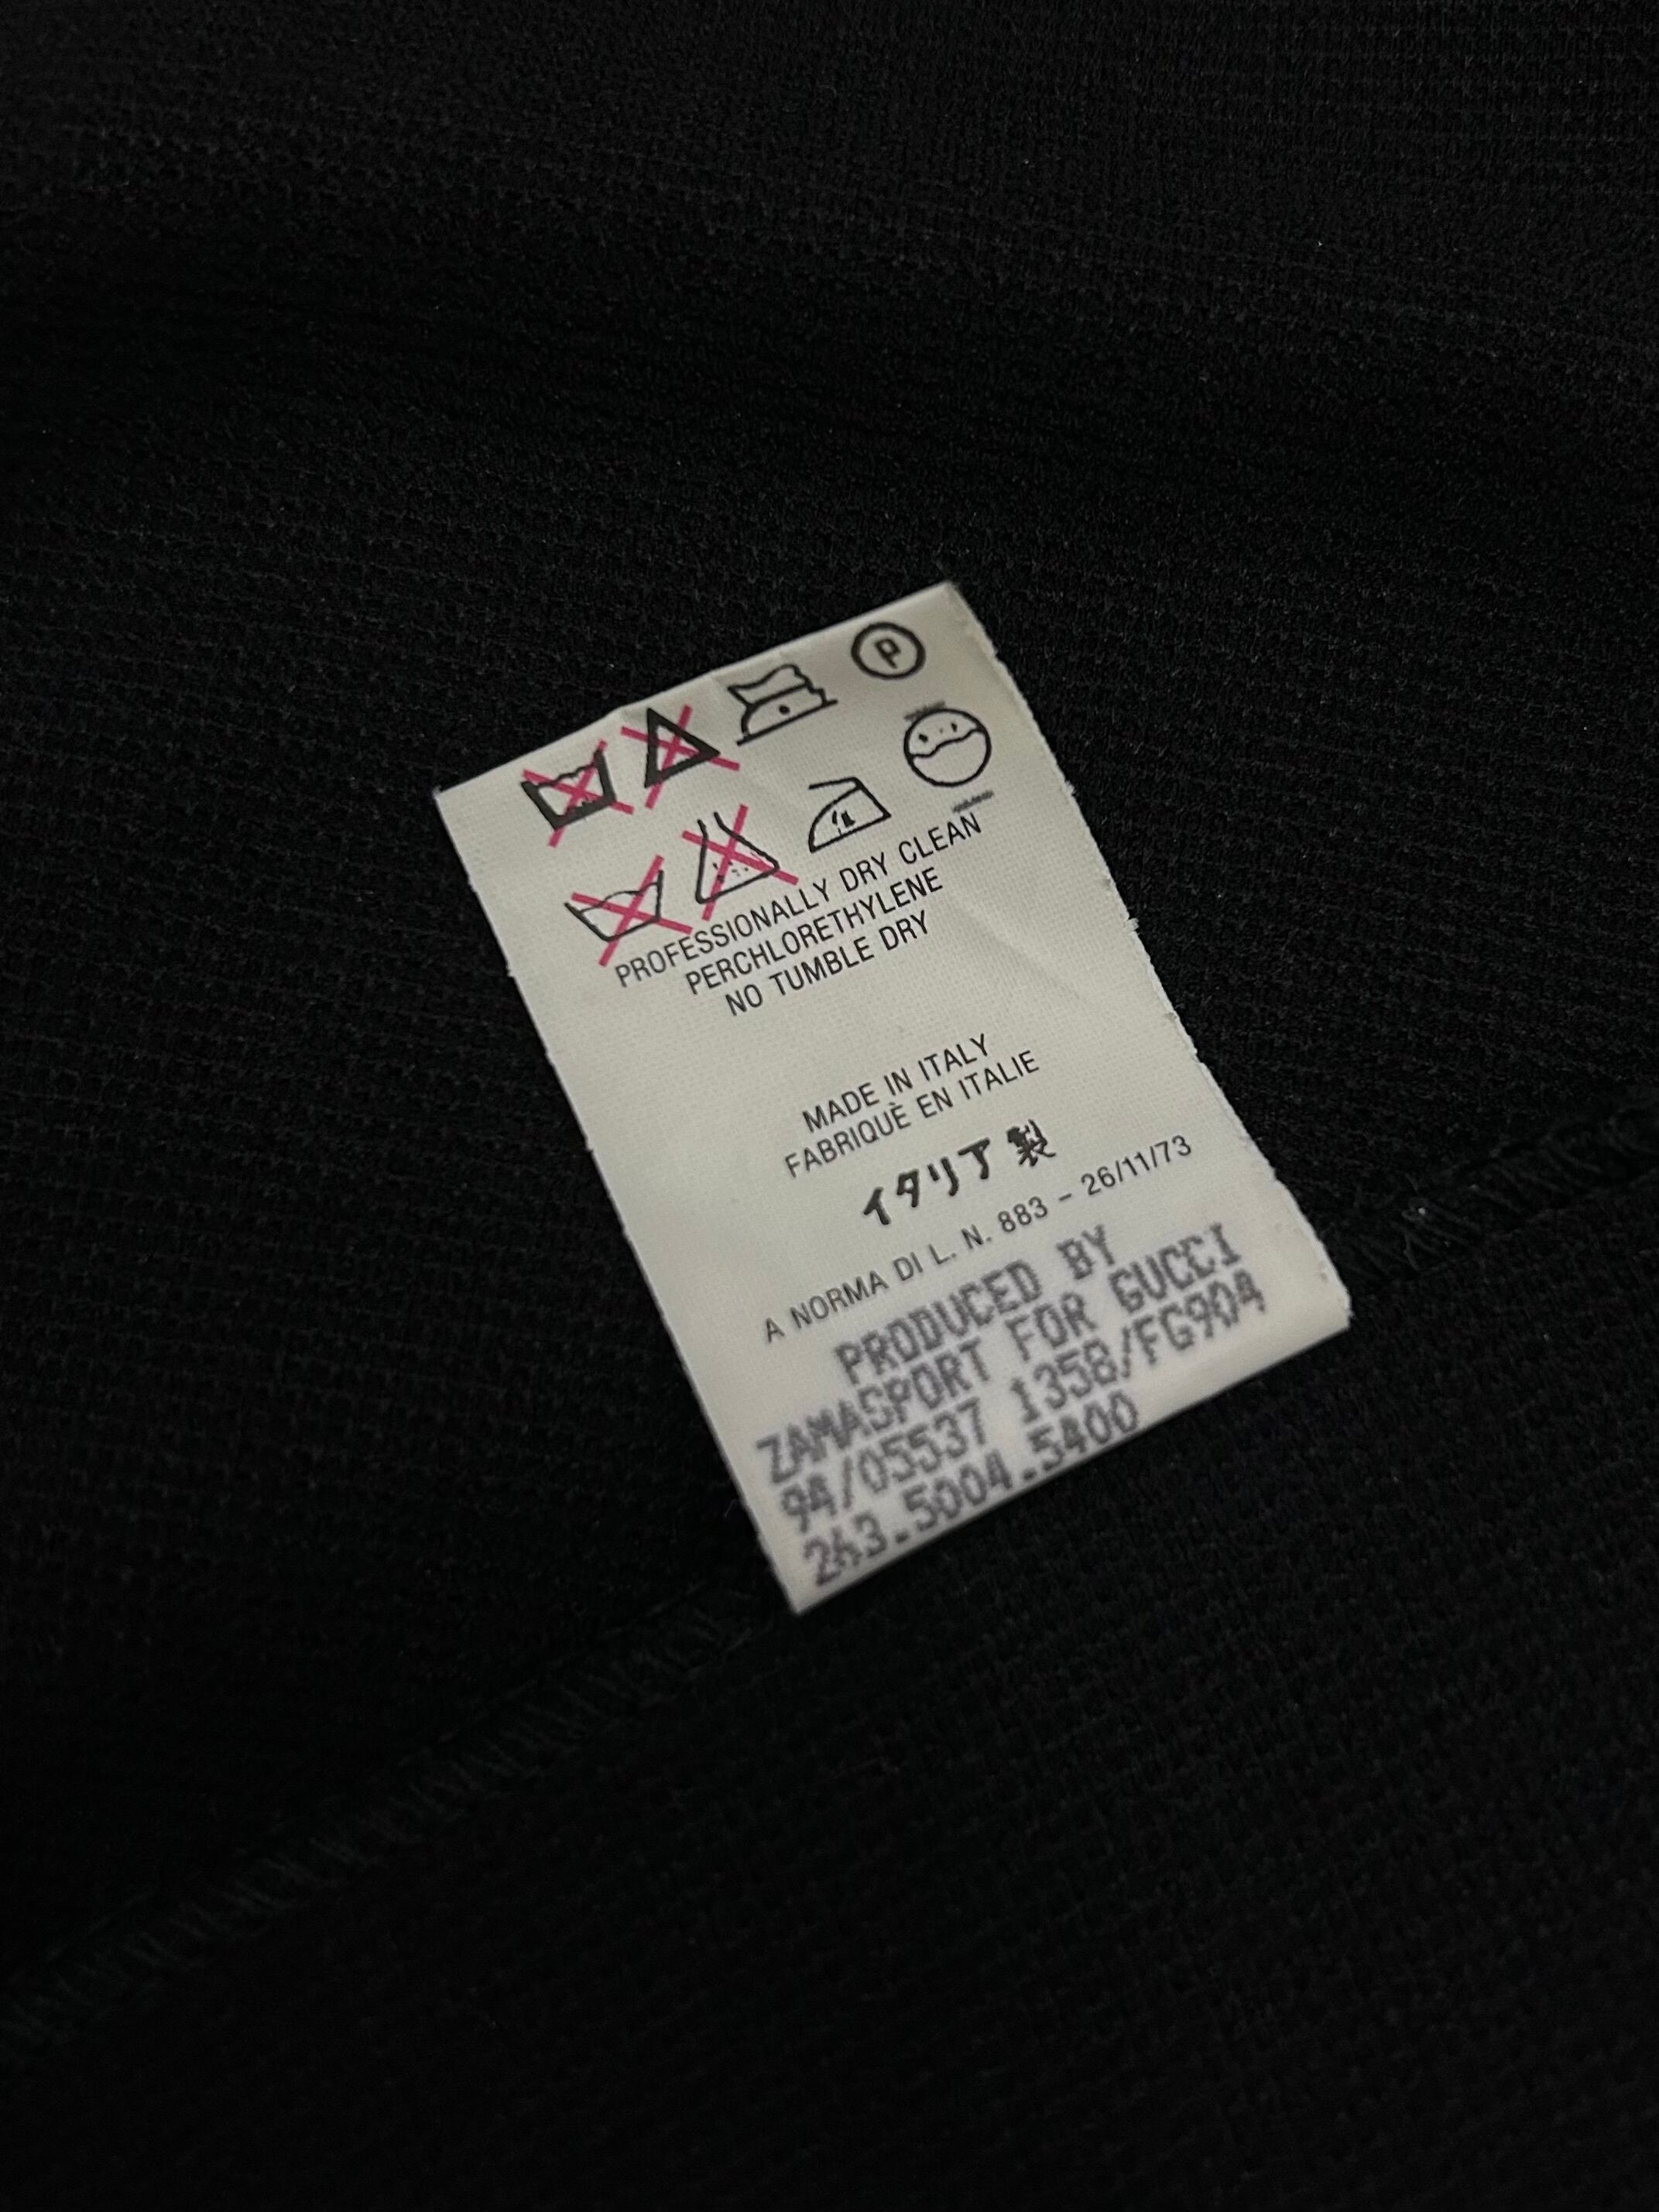 P
PROFESSIONALLY DRY CLEAN
PERCHLORETHYLENE
NO TUMBLE DRY
MADE IN ITALY
FABRIQUÈ EN ITALIE
イタリア製
A NORMA DI L. N. 883 - 26/11/73
PRODUCED BY
ZAMASPORT FOR GUCCI
94/05537 1358/FG904
263.5004.5400